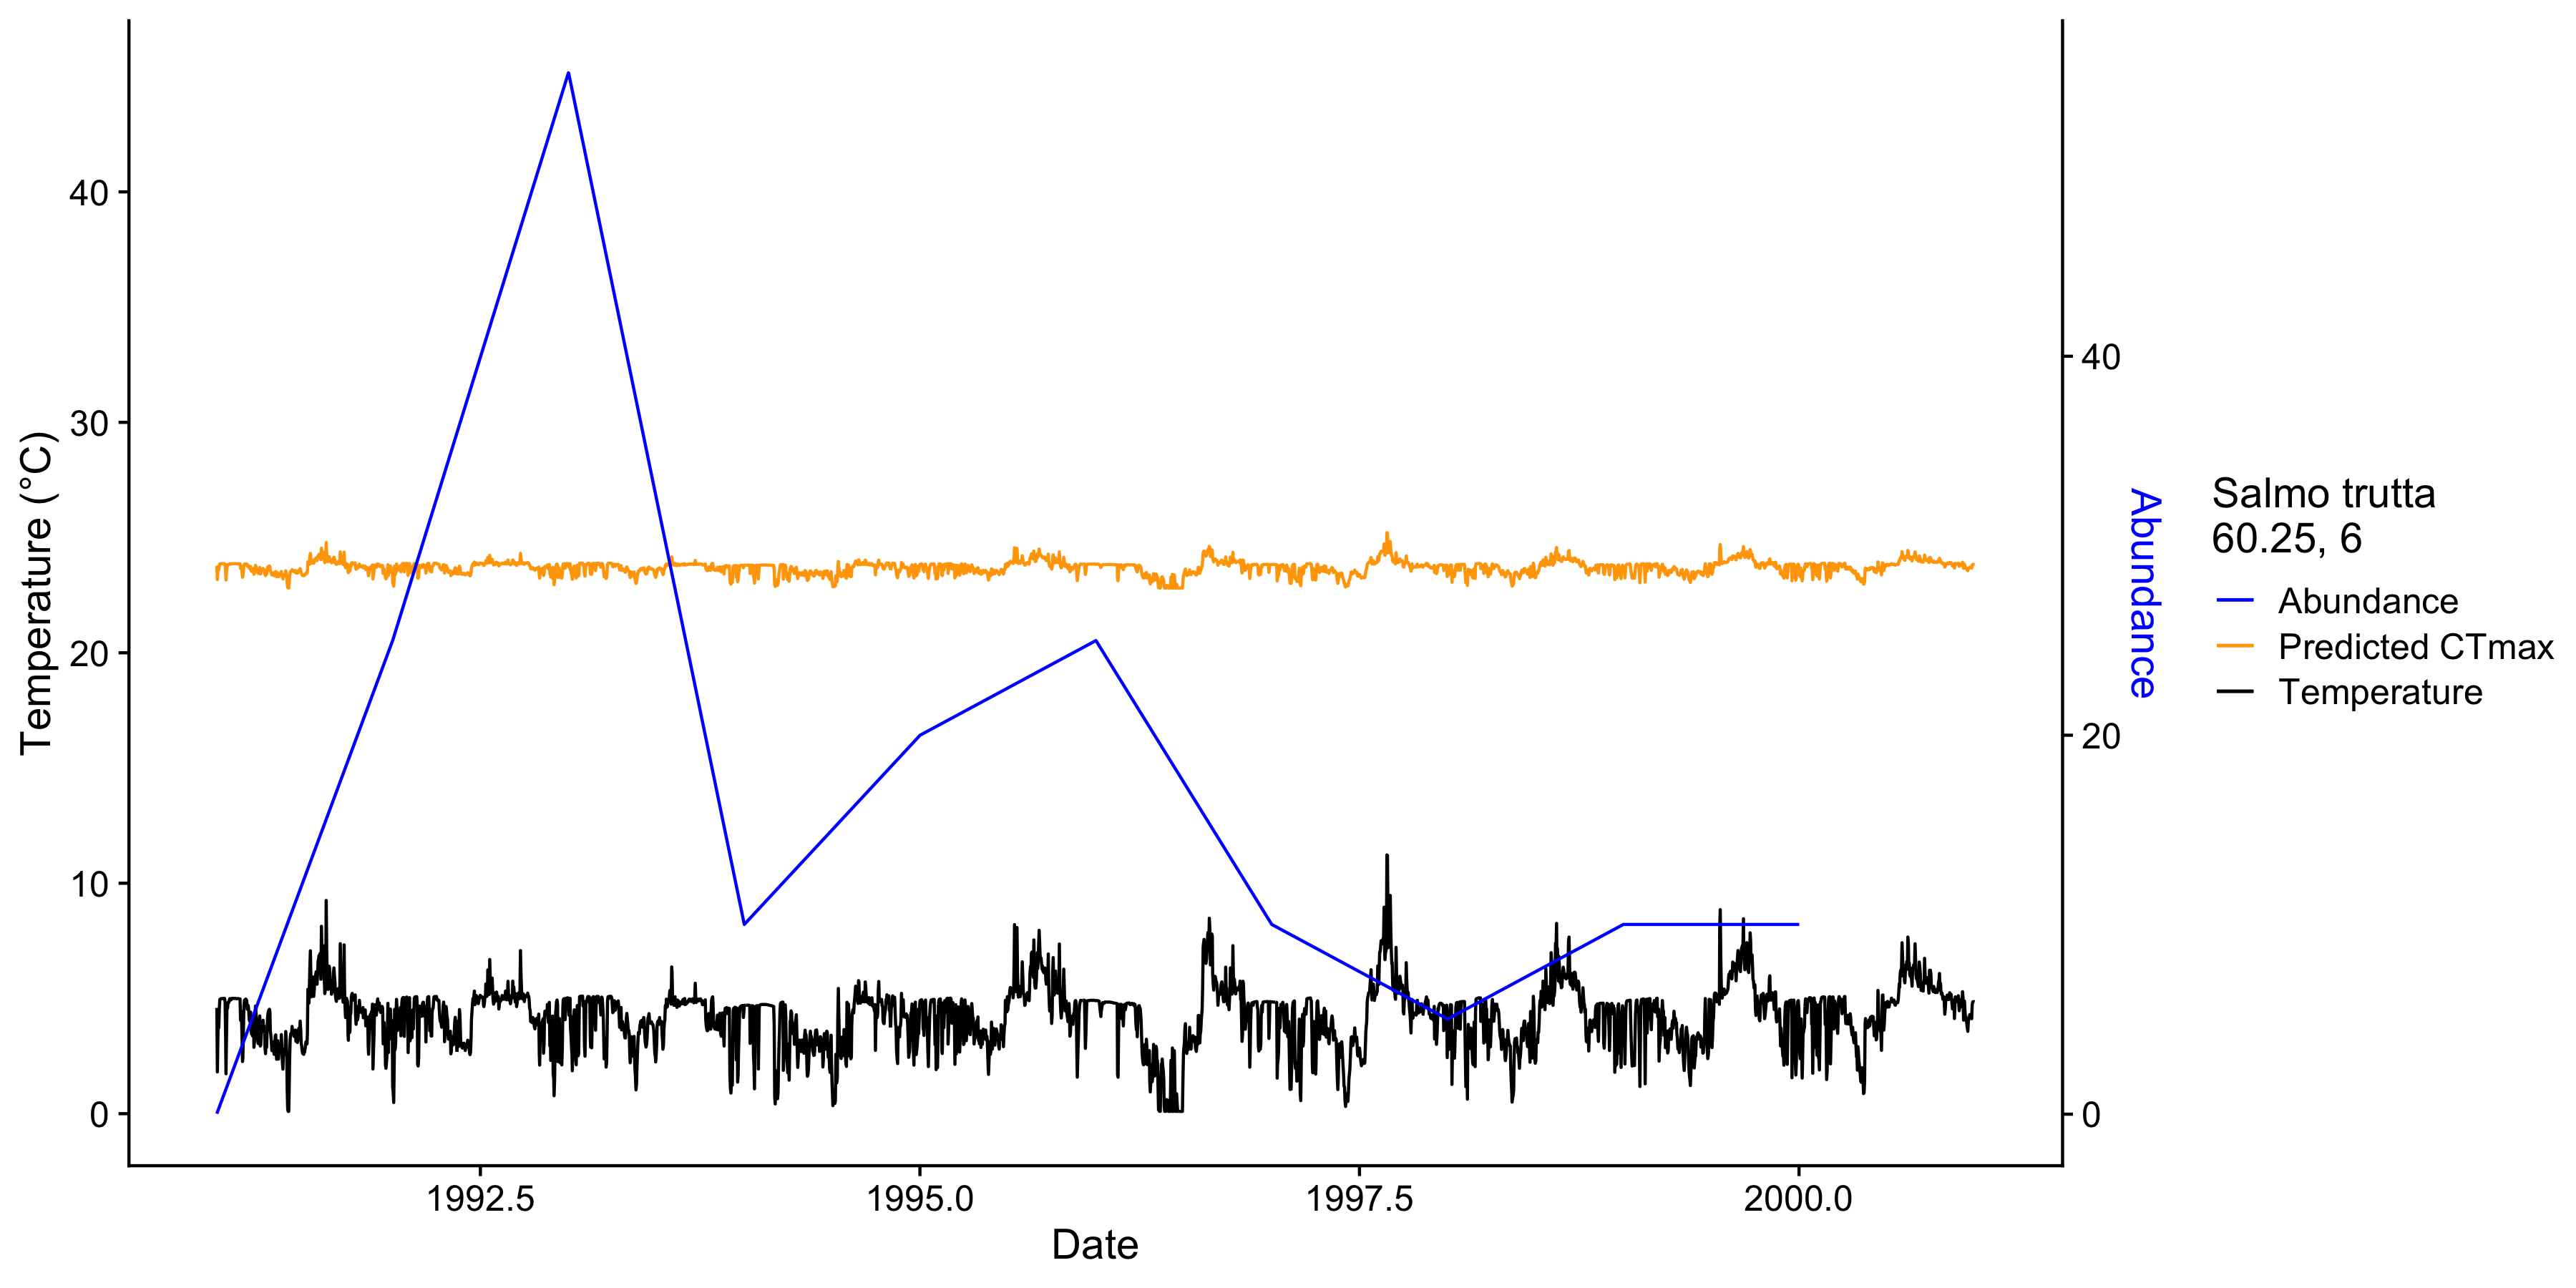 Temperature (°C)
40
30
20
10
0
1992.5
1995.0
1997.5
2000.0
Date
40
20
0
Abundance
Salmo trutta
60.25, 6
Abundance
Predicted CTmax
Temperature